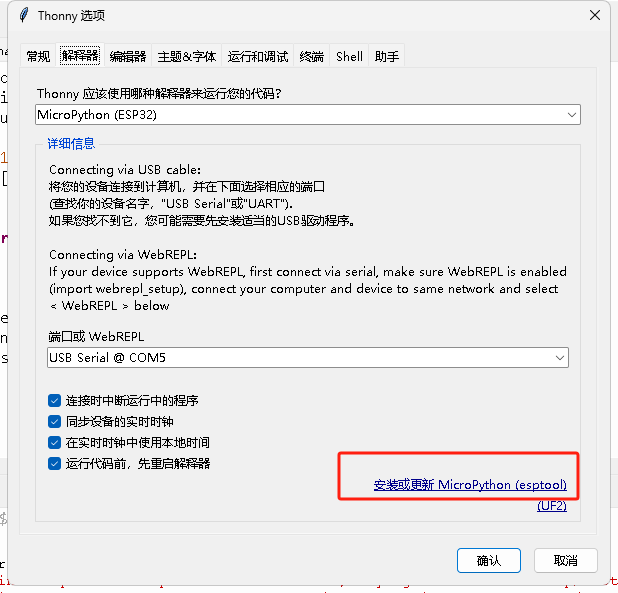 Thonny 选项
常规 解释器 编辑器 主题&字体 运行和调试 终端 Shell 助手
Thonny 应该使用哪种解释器来运行您的代码？
MicroPython (ESP32)
详细信息
Connecting via USB cable:
将您的设备连接到计算机，并在下面选择相应的端口
(查找你的设备名字，"USB Serial"或"UART").
如果您找不到它，您可能需要先安装适当的USB驱动程序。
Connecting via WebREPL:
If your device supports WebREPL, first connect via serial, make sure WebREPL is enabled
(import webrepl_setup), connect your computer and device to same network and select
< WebREPL > below
端口或 WebREPL
USB Serial @ COM5
连接时中断运行中的程序
同步设备的实时时钟
在实时时钟中使用本地时间
运行代码前，先重启解释器
安装或更新 MicroPython (esptool)
(UF2)
确认 取消